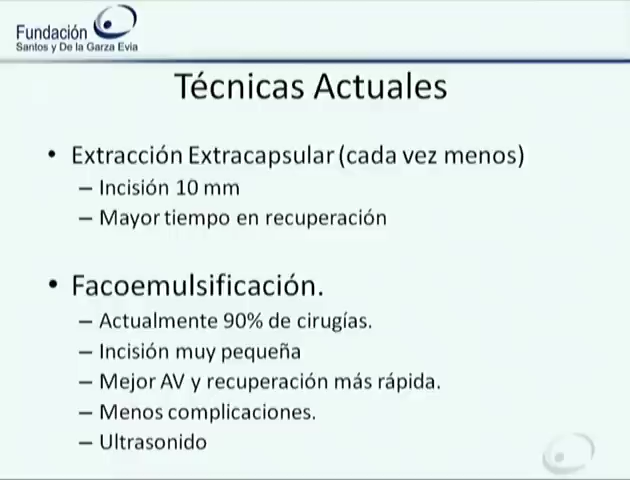 Fundación
Santos y De la Garza Evia
Técnicas Actuales
• Extracción Extracapsular (cada vez menos)
– Incisión 10 mm
– Mayor tiempo en recuperación
• Facoemulsificación.
– Actualmente 90% de cirugías.
– Incisión muy pequeña
– Mejor AV y recuperación más rápida.
– Menos complicaciones.
– Ultrasonido